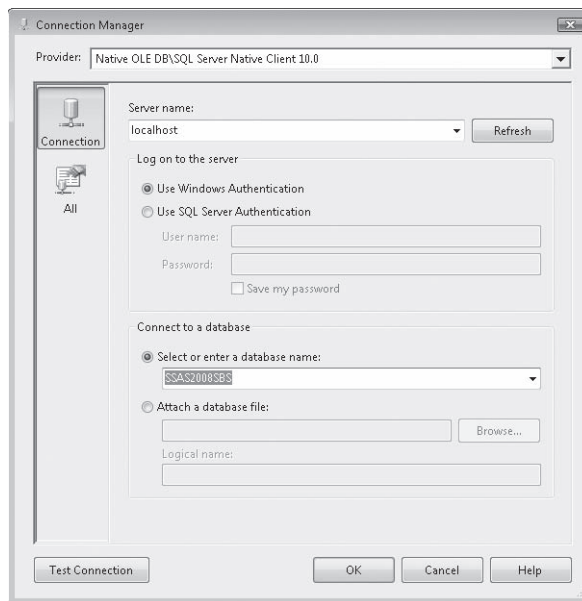 Connection Manager
Provider: Native OLE DB\SQL Server Native Client 10.0
Connection
All
Server name:
localhost
Refresh
Log on to the server
Use Windows Authentication
Use SQL Server Authentication
User name:
Password:
Save my password
Connect to a database
Select or enter a database name:
SSAS2008SBS
Attach a database file:
Browse...
Logical name:
Test Connection
OK
Cancel
Help